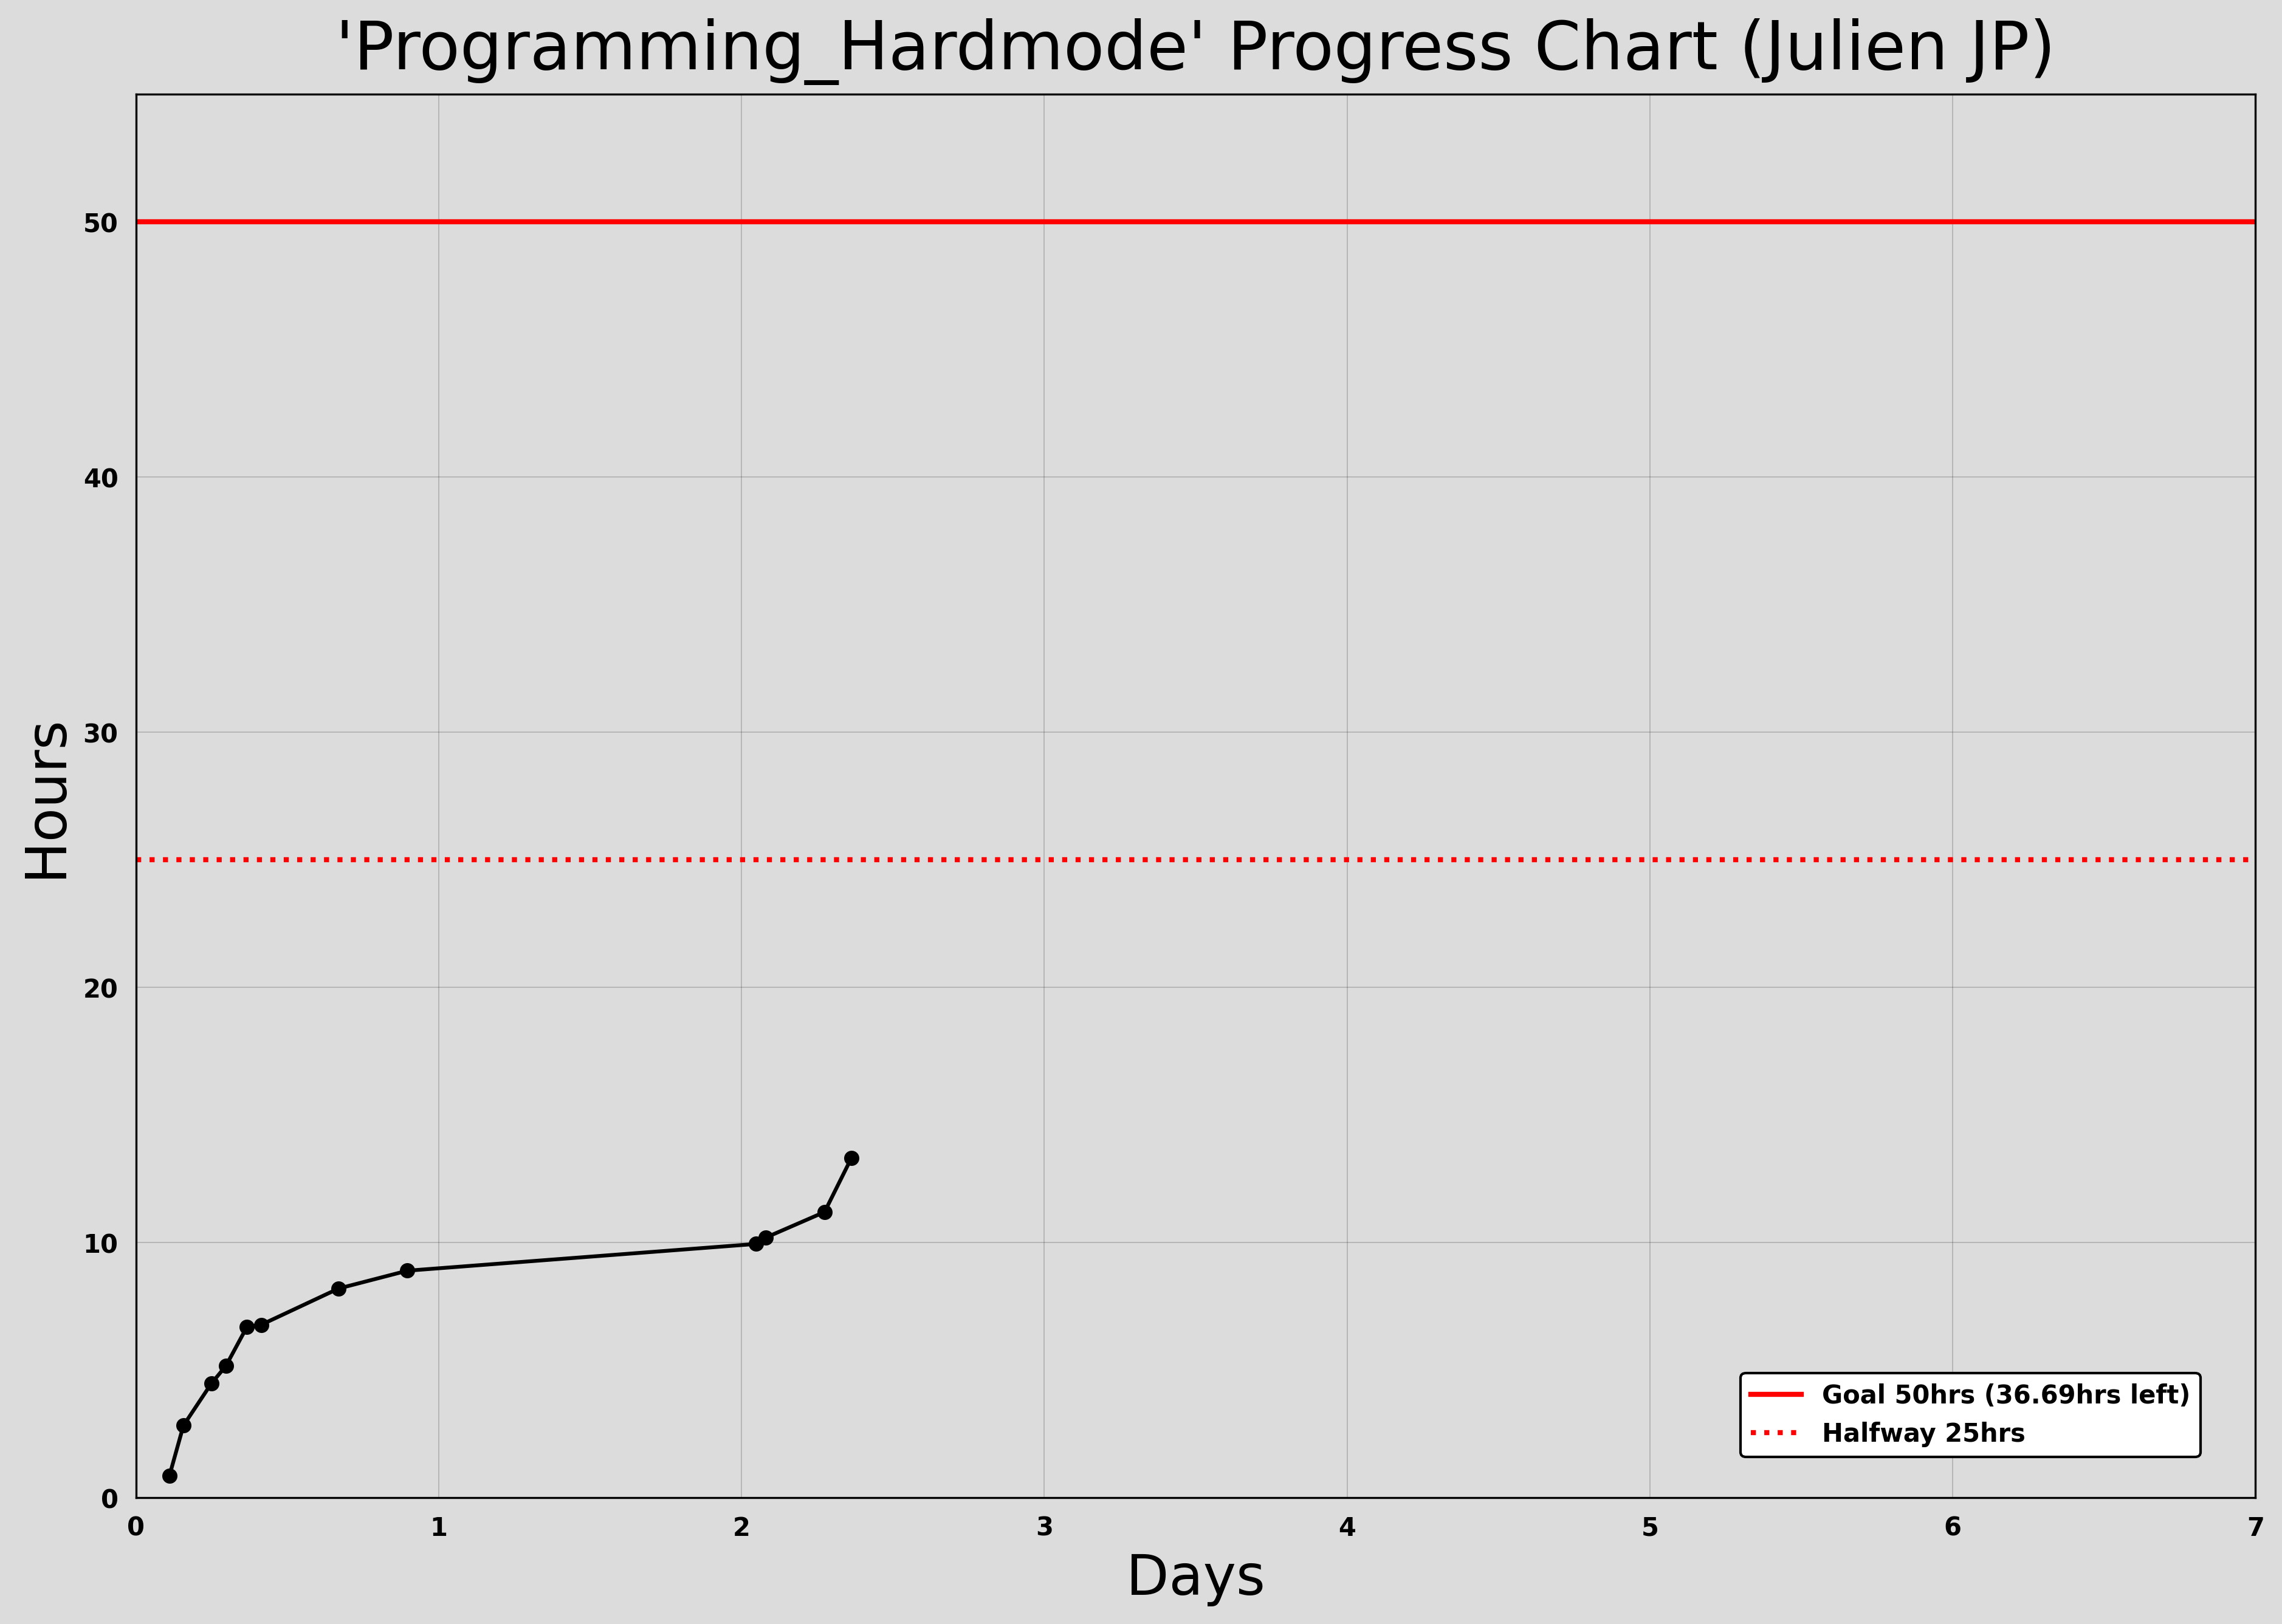 'Programming_Hardmode' Progress Chart (Julien JP)
Hours
50
40
30
20
10
0
0 1 2 3 4 5 6 7
Days
Goal 50hrs (36.69hrs left)
Halfway 25hrs